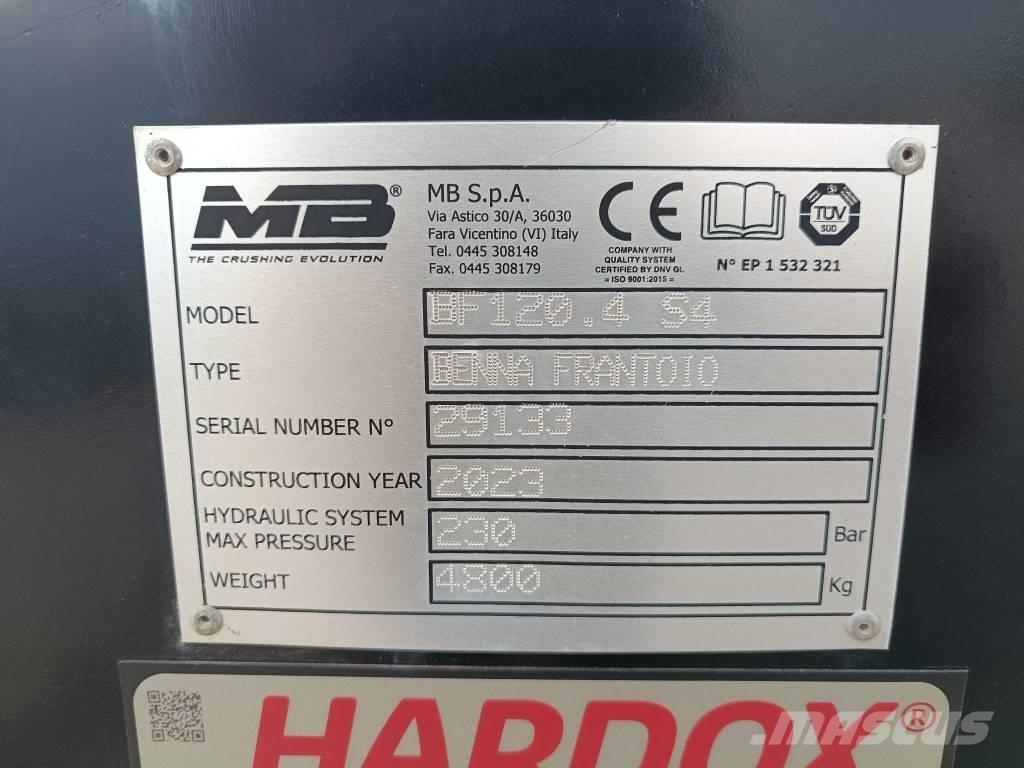 MB®
THE CRUSHING EVOLUTION
MB S.p.A.
Via Astico 30/A, 36030
Fara Vicentino (VI) Italy
Tel. 0445 308148
Fax. 0445 308179
CE
COMPANY WITH
QUALITY SYSTEM
CERTIFIED BY DNV GL
= ISO 9001:2015 =
TÜV
SUD
N° EP 1 532 321
MODEL BF120.4 S4
TYPE BENNA FRANTOIO
SERIAL NUMBER N° 29133
CONSTRUCTION YEAR 2023
HYDRAULIC SYSTEM
MAX PRESSURE 230 Bar
WEIGHT 4800 Kg
HARDOX®
MASCUS